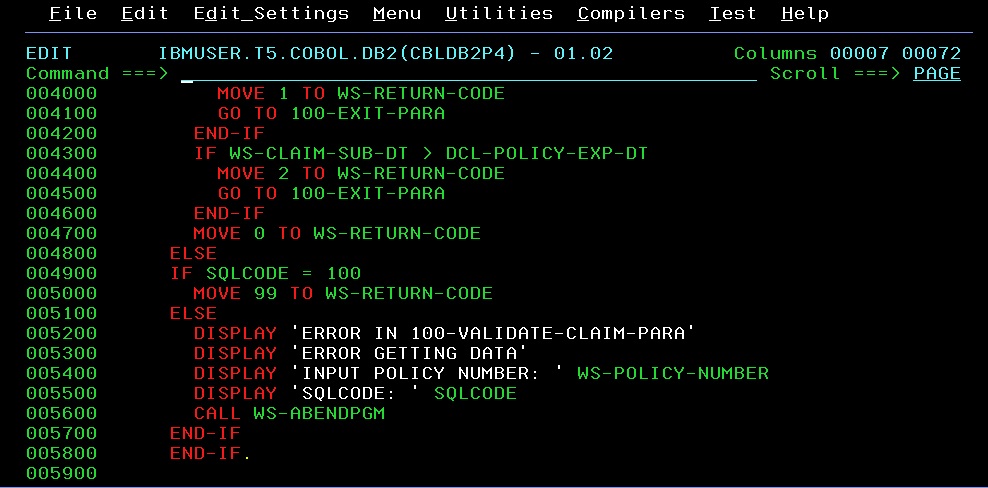 File  Edit  Edit_Settings  Menu  Utilities  Compilers  Test  Help
EDIT       IBMUSER.T5.COBOL.DB2(CBLDB2P4) - 01.02          Columns 00007 00072
Command ===>                                                  Scroll ===> PAGE
004000          MOVE 1 TO WS-RETURN-CODE
004100          GO TO 100-EXIT-PARA
004200        END-IF
004300        IF WS-CLAIM-SUB-DT > DCL-POLICY-EXP-DT
004400          MOVE 2 TO WS-RETURN-CODE
004500          GO TO 100-EXIT-PARA
004600        END-IF
004700        MOVE 0 TO WS-RETURN-CODE
004800      ELSE
004900      IF SQLCODE = 100
005000        MOVE 99 TO WS-RETURN-CODE
005100      ELSE
005200        DISPLAY 'ERROR IN 100-VALIDATE-CLAIM-PARA'
005300        DISPLAY 'ERROR GETTING DATA'
005400        DISPLAY 'INPUT POLICY NUMBER: ' WS-POLICY-NUMBER
005500        DISPLAY 'SQLCODE: ' SQLCODE
005600        CALL WS-ABENDPGM
005700      END-IF
005800      END-IF.
005900